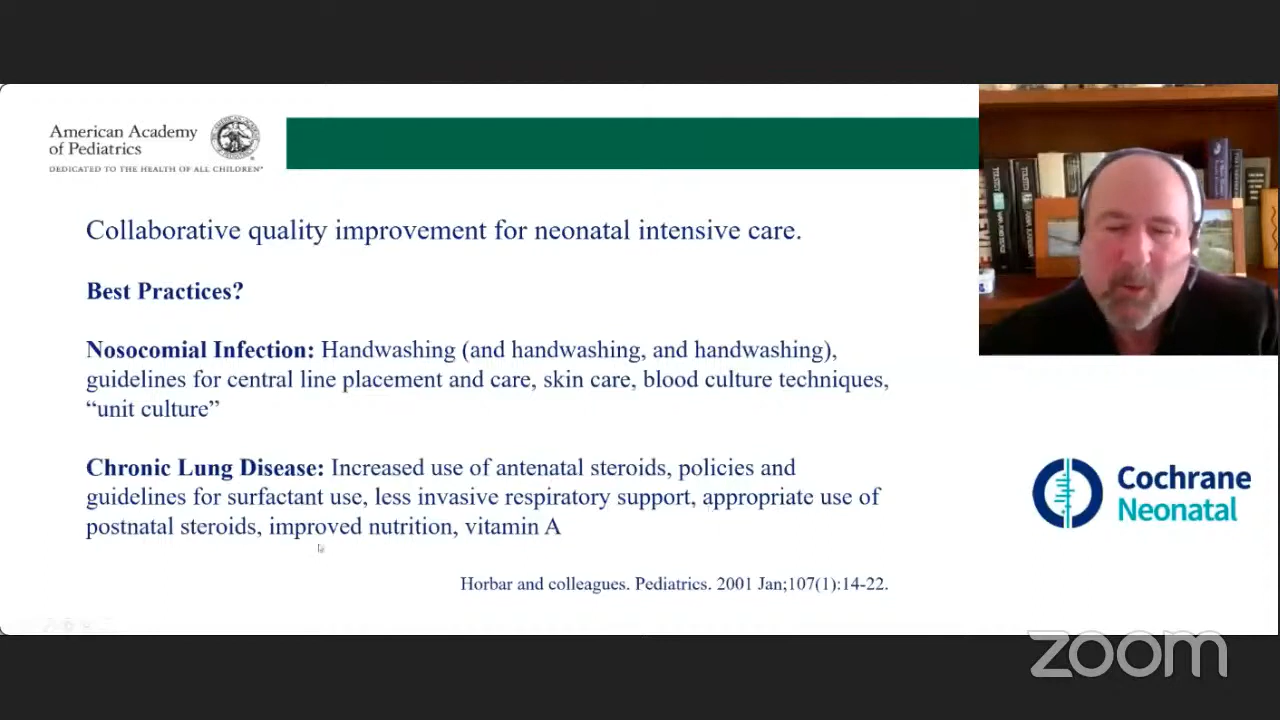 American Academy
of Pediatrics
DEDICATED TO THE HEALTH OF ALL CHILDREN®
Collaborative quality improvement for neonatal intensive care.
Best Practices?
Nosocomial Infection: Handwashing (and handwashing, and handwashing),
guidelines for central line placement and care, skin care, blood culture techniques,
“unit culture”
Chronic Lung Disease: Increased use of antenatal steroids, policies and
guidelines for surfactant use, less invasive respiratory support, appropriate use of
postnatal steroids, improved nutrition, vitamin A
Horbar and colleagues. Pediatrics. 2001 Jan;107(1):14-22.
Cochrane
Neonatal
zoom